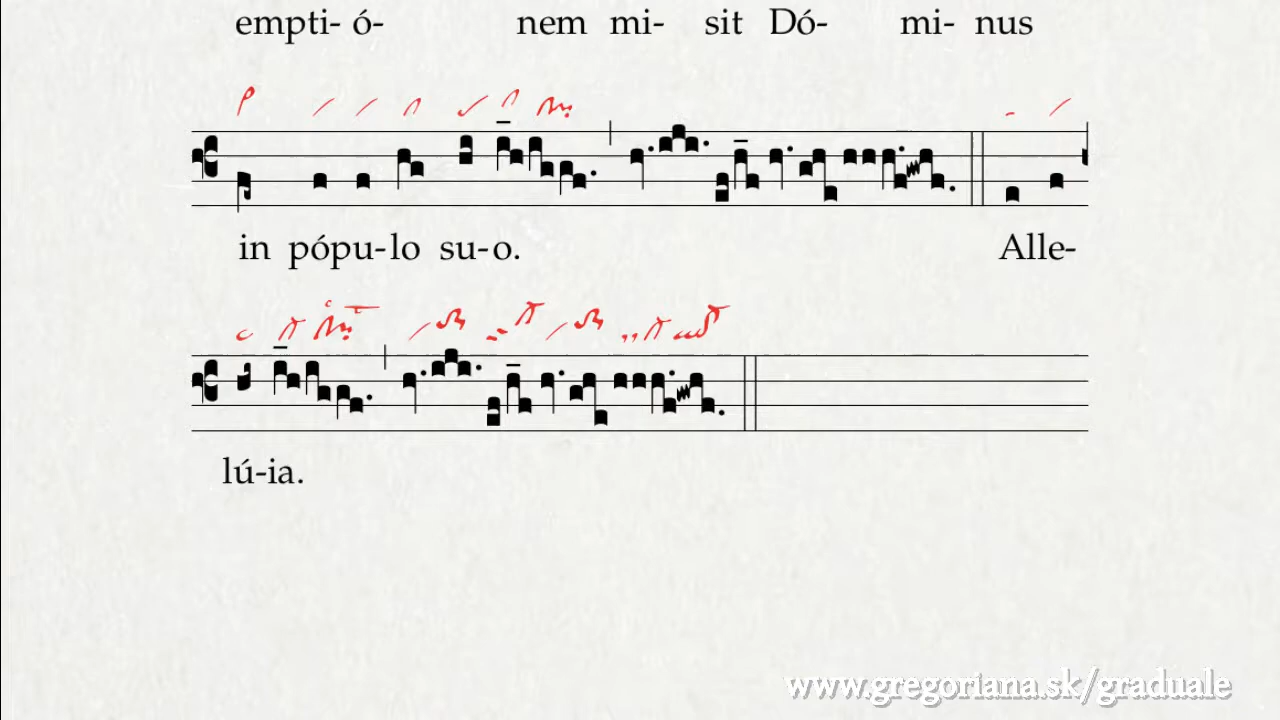 empti- ó- nem mi- sit Dó- mi- nus
in pópu-lo su-o. Alle-
lú-ia.
www.gregoriana.sk/graduale